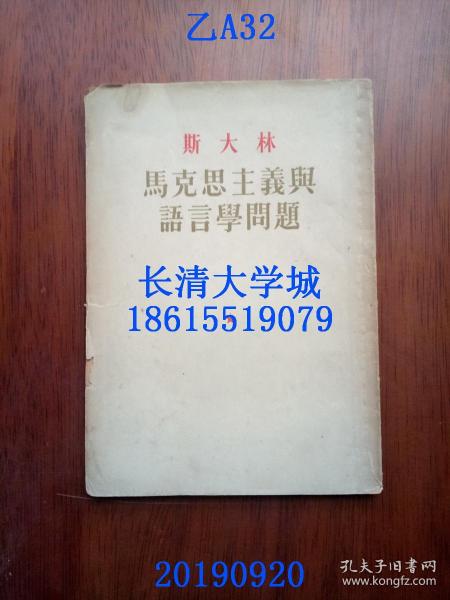 乙A32
斯大林
馬克思主義與
語言學問題
长清大学城
18615519079
20190920
孔夫子旧书网
www.kongfz.com